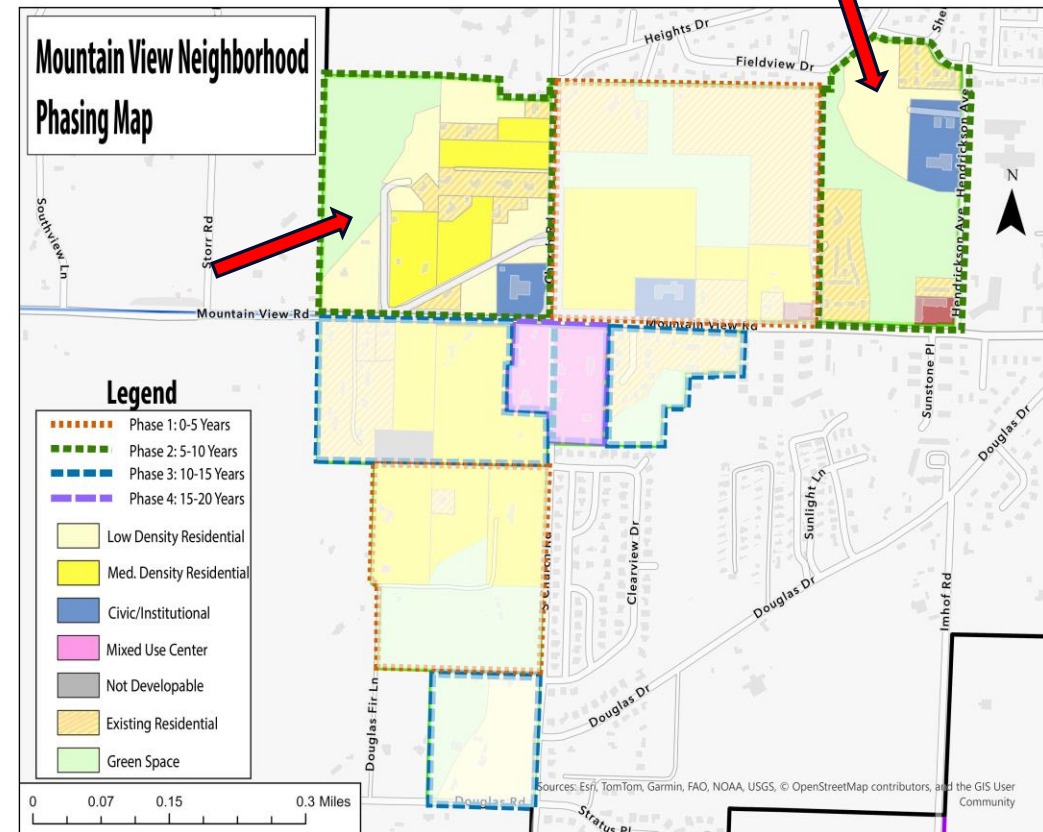 Mountain View Neighborhood
Phasing Map
Heights Dr
Fieldview Dr
She
Hendrickson Ave
Hendrickson Ave
N
Southview Ln
Storr Rd
Mountain View Rd
Mountain View Rd
Sunstone Pl
Douglas Dr
Sunlight Ln
Clearview Dr
S Church Rd
Douglas Dr
Imhof Rd
Douglas Dr
Douglas Fir Ln
Douglas Rd
Stratus Pl
Legend
Phase 1: 0-5 Years
Phase 2: 5-10 Years
Phase 3: 10-15 Years
Phase 4: 15-20 Years
Low Density Residential
Med. Density Residential
Civic/Institutional
Mixed Use Center
Not Developable
Existing Residential
Green Space
0 0.07 0.15 0.3 Miles
Sources: Esri, TomTom, Garmin, FAO, NOAA, USGS, © OpenStreetMap contributors, and the GIS User
Community